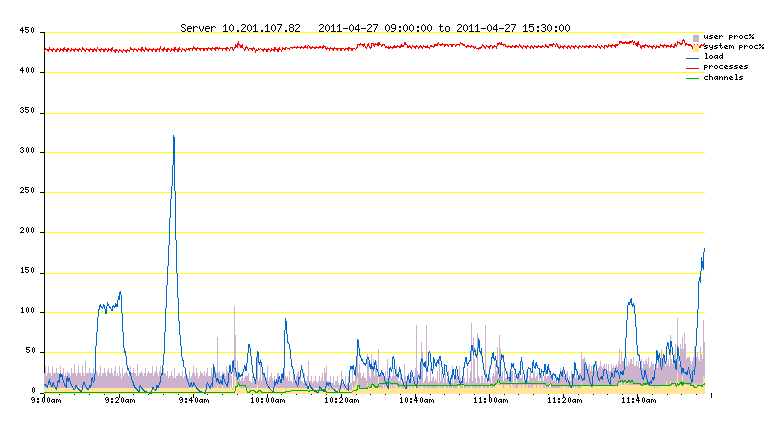 Server 10.201.107.82 2011-04-27 09:00:00 to 2011-04-27 15:30:00
user proc%
system proc%
load
processes
channels
450
400
350
300
250
200
150
100
50
0
9:00am 9:20am 9:40am 10:00am 10:20am 10:40am 11:00am 11:20am 11:40am